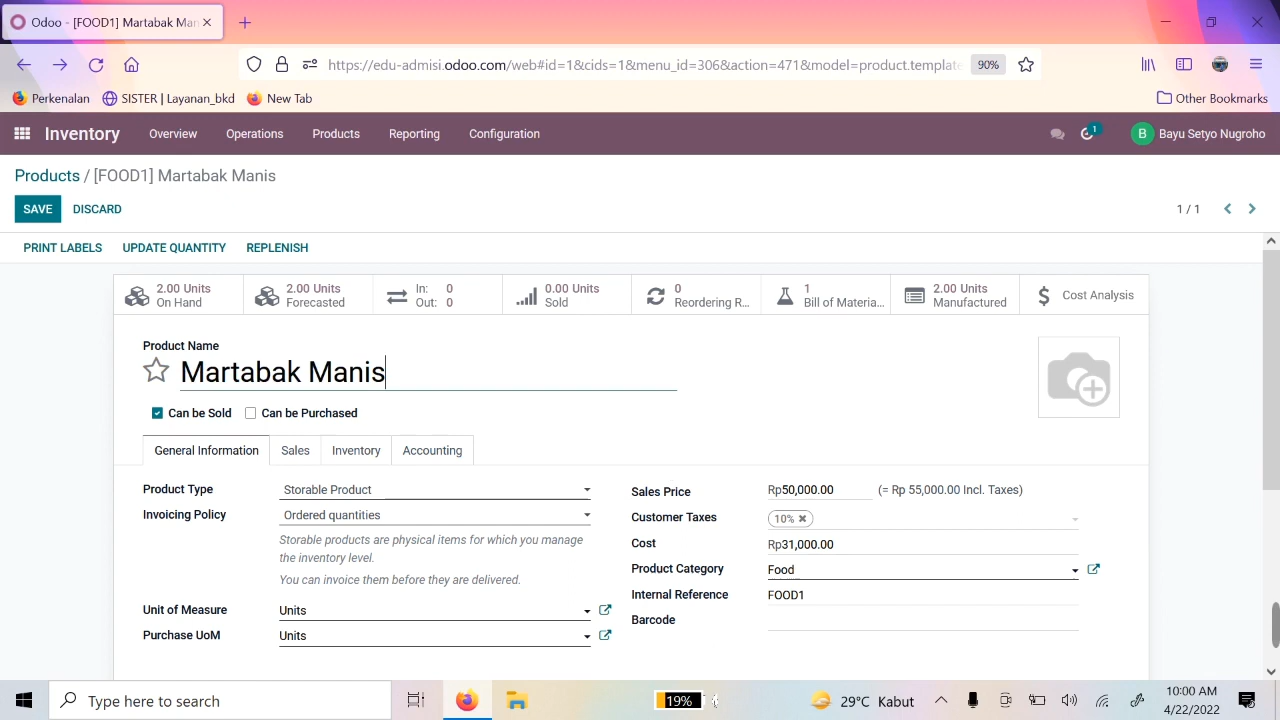 Odoo - [FOOD1] Martabak Man
https://edu-admisi.odoo.com/web#id=1&cids=1&menu_id=306&action=471&model=product.template
90%
Perkenalan
SISTER | Layanan_bkd
New Tab
Other Bookmarks
Inventory
Overview
Operations
Products
Reporting
Configuration
1
B
Bayu Setyo Nugroho
Products / [FOOD1] Martabak Manis
SAVE
DISCARD
1 / 1
PRINT LABELS
UPDATE QUANTITY
REPLENISH
2.00 Units
On Hand
2.00 Units
Forecasted
In: 0
Out: 0
0.00 Units
Sold
0
Reordering R...
1
Bill of Materia...
2.00 Units
Manufactured
Cost Analysis
Product Name
Martabak Manis
Can be Sold
Can be Purchased
General Information
Sales
Inventory
Accounting
Product Type
Storable Product
Invoicing Policy
Ordered quantities
Storable products are physical items for which you manage
the inventory level.
You can invoice them before they are delivered.
Unit of Measure
Units
Purchase UoM
Units
Sales Price
Rp50,000.00
(= Rp 55,000.00 Incl. Taxes)
Customer Taxes
10%
Cost
Rp31,000.00
Product Category
Food
Internal Reference
FOOD1
Barcode
Type here to search
19%
29°C Kabut
10:00 AM
4/22/2022